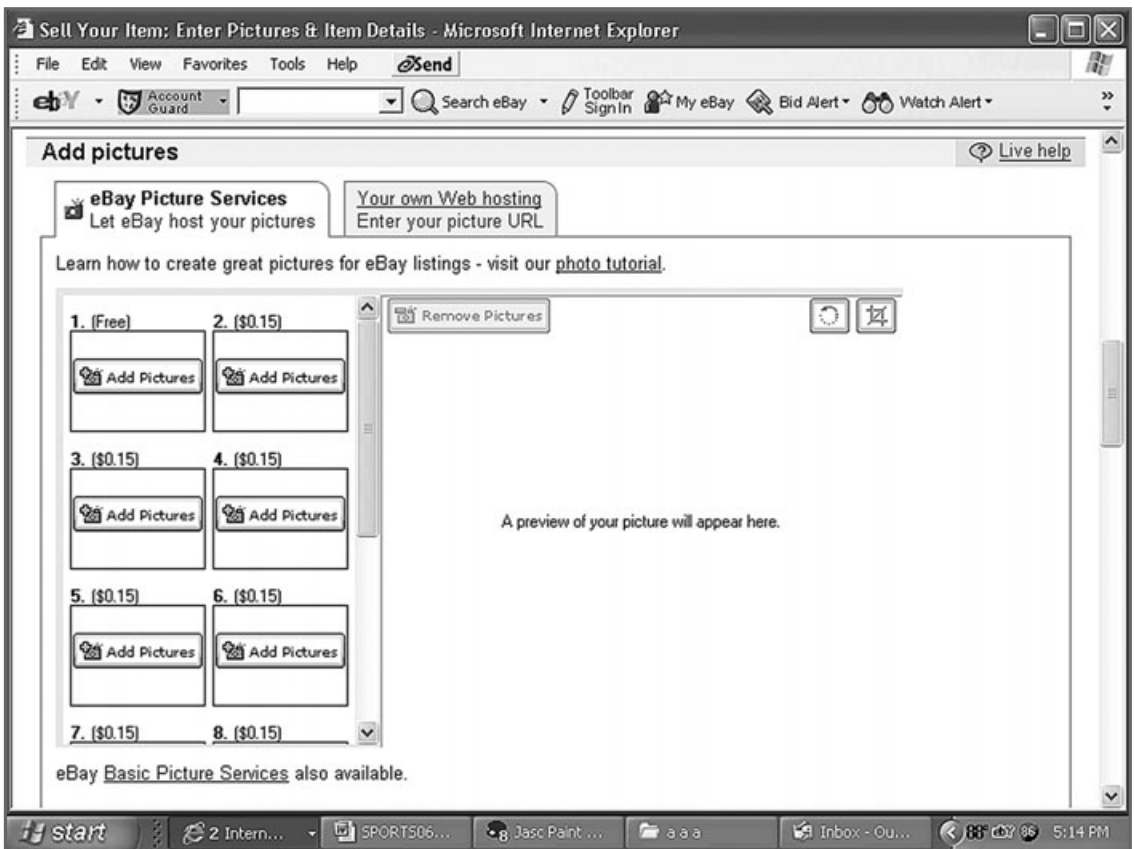 Sell Your Item: Enter Pictures & Item Details - Microsoft Internet Explorer
File Edit View Favorites Tools Help Send
ebY Account Guard Search eBay Toolbar Sign In My eBay Bid Alert Watch Alert
Add pictures Live help
eBay Picture Services Your own Web hosting
Let eBay host your pictures Enter your picture URL
Learn how to create great pictures for eBay listings - visit our photo tutorial.
1. (Free) 2. ($0.15) Remove Pictures
Add Pictures Add Pictures
3. ($0.15) 4. ($0.15)
Add Pictures Add Pictures
A preview of your picture will appear here.
5. ($0.15) 6. ($0.15)
Add Pictures Add Pictures
7. ($0.15) 8. ($0.15)
eBay Basic Picture Services also available.
start 2 Intern... SPORTS06... Jasc Paint ... a a a Inbox - Ou... 88° ebY 86 5:14 PM